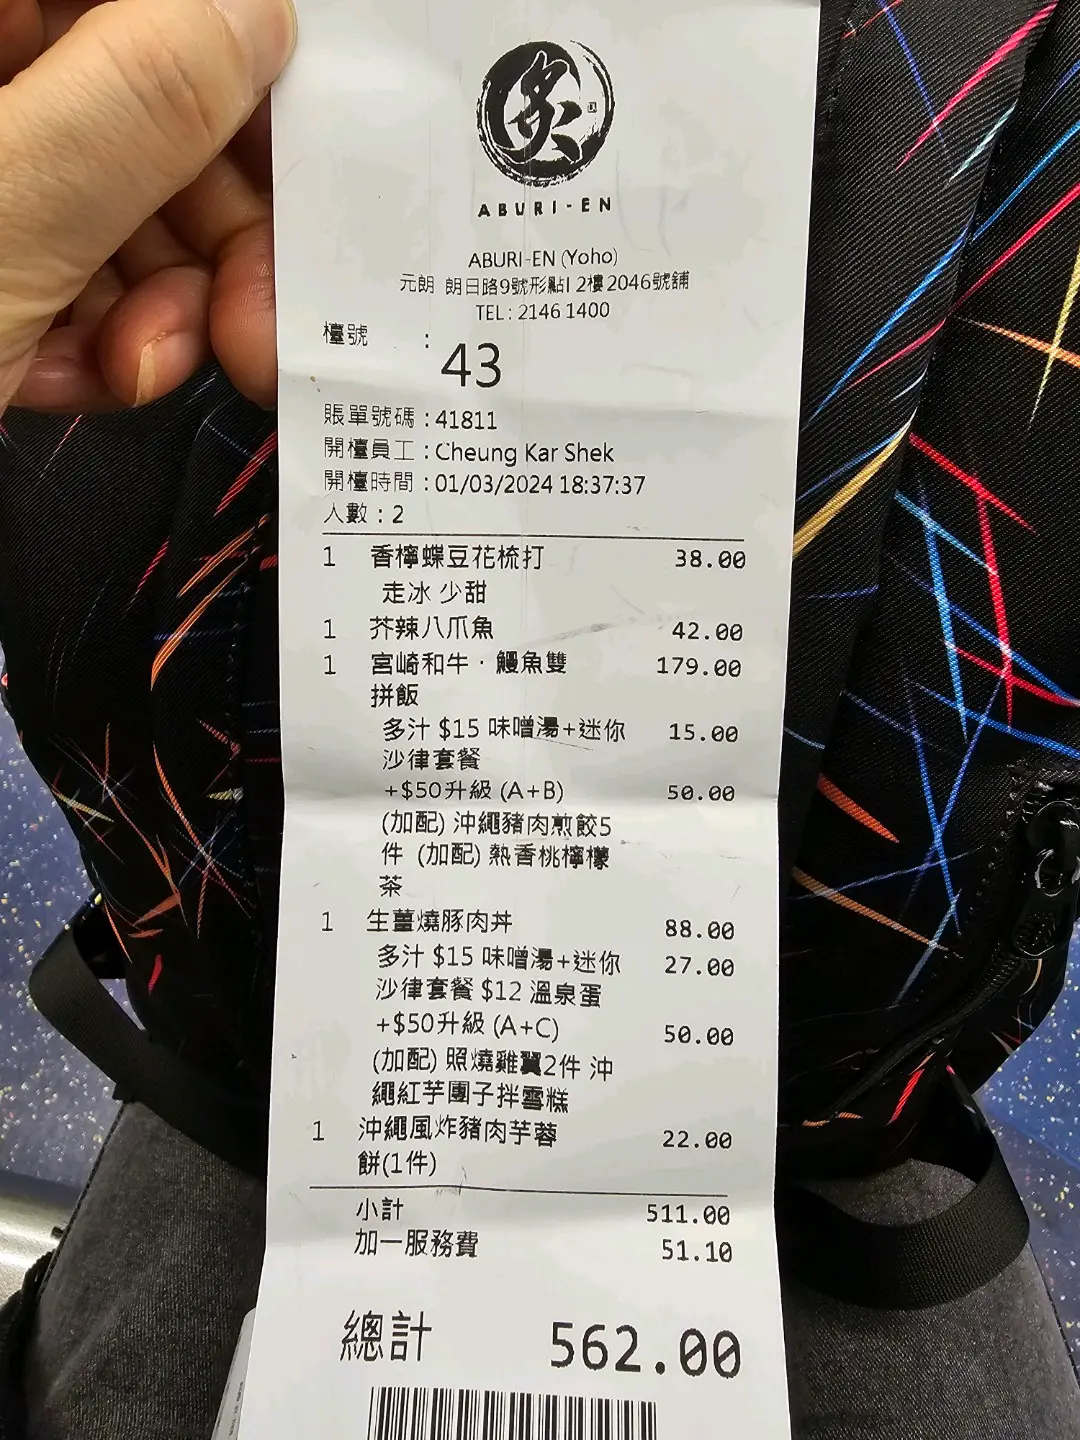 炙
ABURI-EN
ABURI-EN (Yoho)
元朗 朗日路9號形點I 2樓2046號舖
TEL : 2146 1400
檯號 :
43
賬單號碼 : 41811
開檯員工 : Cheung Kar Shek
開檯時間 : 01/03/2024 18:37:37
人數 : 2
1 香檸蝶豆花梳打 38.00
走冰 少甜
1 芥辣八爪魚 42.00
1 宮崎和牛‧鰻魚雙 179.00
拼飯
多汁 $15 味噌湯+迷你 15.00
沙律套餐
+$50升級 (A+B) 50.00
(加配) 沖繩豬肉煎餃5
件 (加配) 熱香桃檸檬
茶
1 生薑燒豚肉丼 88.00
多汁 $15 味噌湯+迷你 27.00
沙律套餐 $12 溫泉蛋
+$50升級 (A+C) 50.00
(加配) 照燒雞翼2件 沖
繩紅芋團子拌雪糕
1 沖繩風炸豬肉芋蓉 22.00
餅(1件)
小計 511.00
加一服務費 51.10
總計 562.00